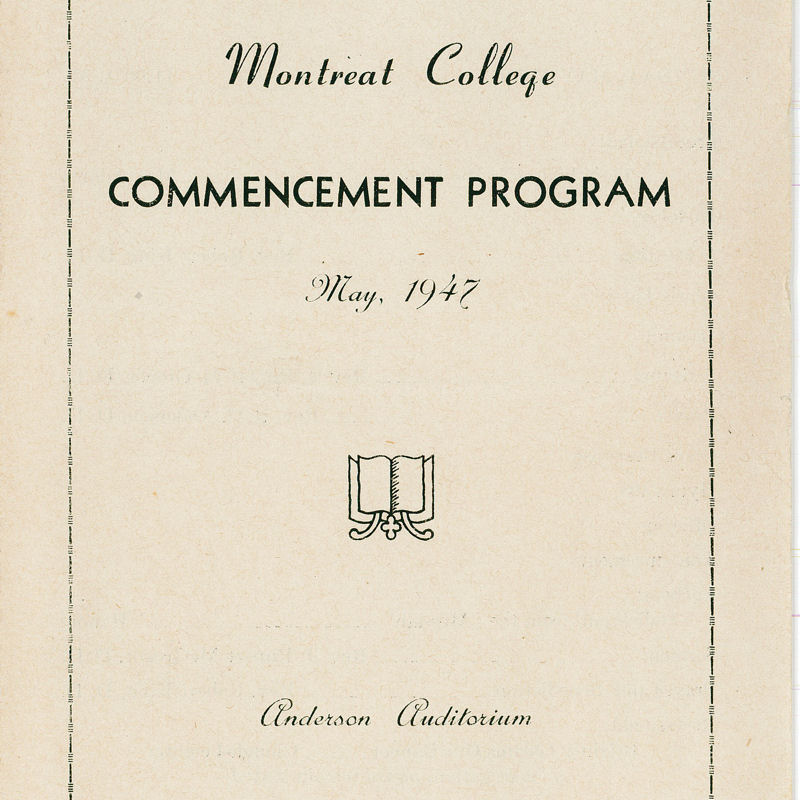 Montreat College
COMMENCEMENT PROGRAM
May, 1947
Anderson Auditorium